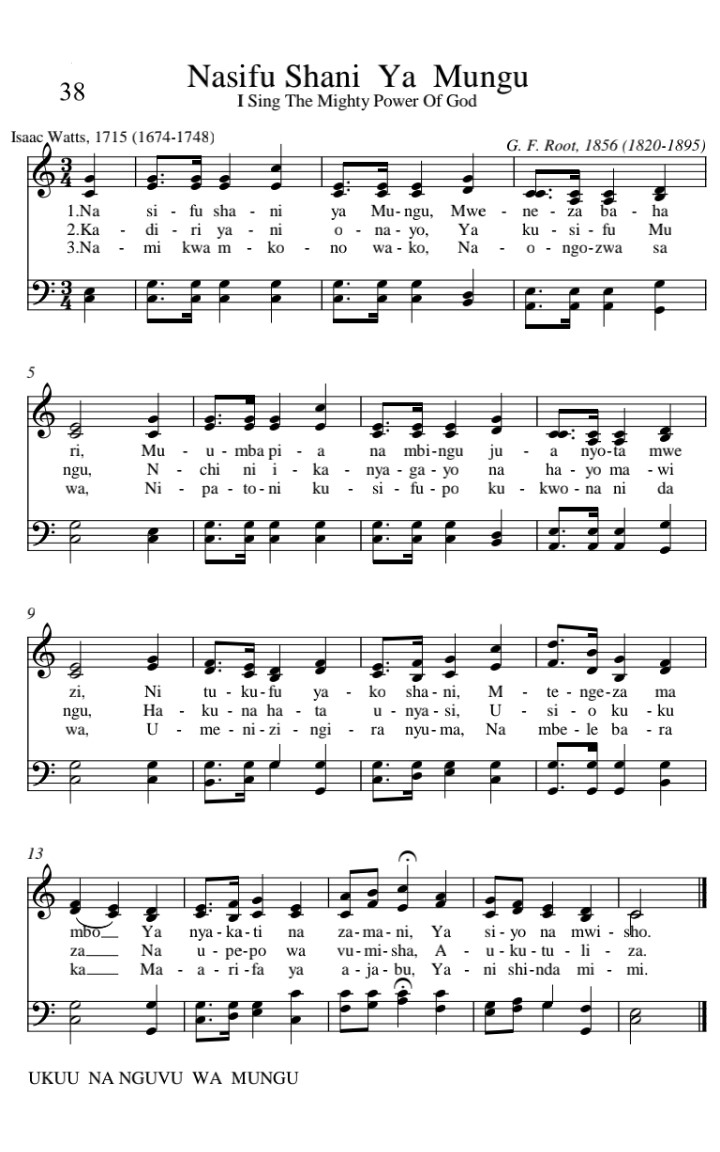 38
Nasifu Shani Ya Mungu
I Sing The Mighty Power Of God
Isaac Watts, 1715 (1674-1748)
G. F. Root, 1856 (1820-1895)
1.Na - si - fu sha - ni ya Mu - ngu, Mwe - ne - za ba - ha
2.Ka - di - ri ya - ni o - na - yo, Ya ku - si - fu Mu
3.Na - mi kwa m - ko - no wa - ko, Na - o - ngo - zwa sa
5
ri, Mu - u - mba pi - a na mbi - ngu ju - a nyo - ta mwe
ngu, N - chi ni i - ka - nya - ga - yo na ha - yo ma - wi
wa, Ni - pa - to - ni ku - si - fu - po ku - kwo - na ni da
9
zi, Ni tu - ku - fu ya - ko sha - ni, M - te - nge - za ma
ngu, Ha - ku - na ha - ta u - nya - si, U - si - o ku - ku
wa, U - me - ni - zi - ngi - ra nyu - ma, Na mbe - le ba - ra
13
mbo Ya nya - ka - ti na za - ma - ni, Ya si - yo na mwi - sho.
za Na u - pe - po wa vu - mi - sha, A - u - ku - tu - li - za.
ka Ma - a - ri - fa ya a - ja - bu, Ya - ni shi - nda mi - mi.
UKUU NA NGUVU WA MUNGU